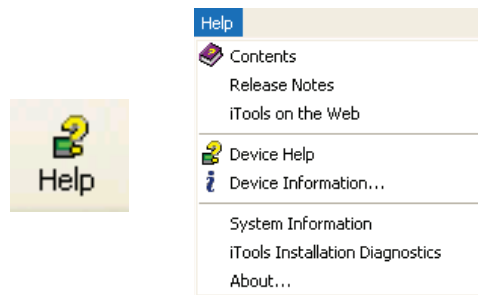 Help
Help
Contents
Release Notes
iTools on the Web
Device Help
Device Information...
System Information
iTools Installation Diagnostics
About...